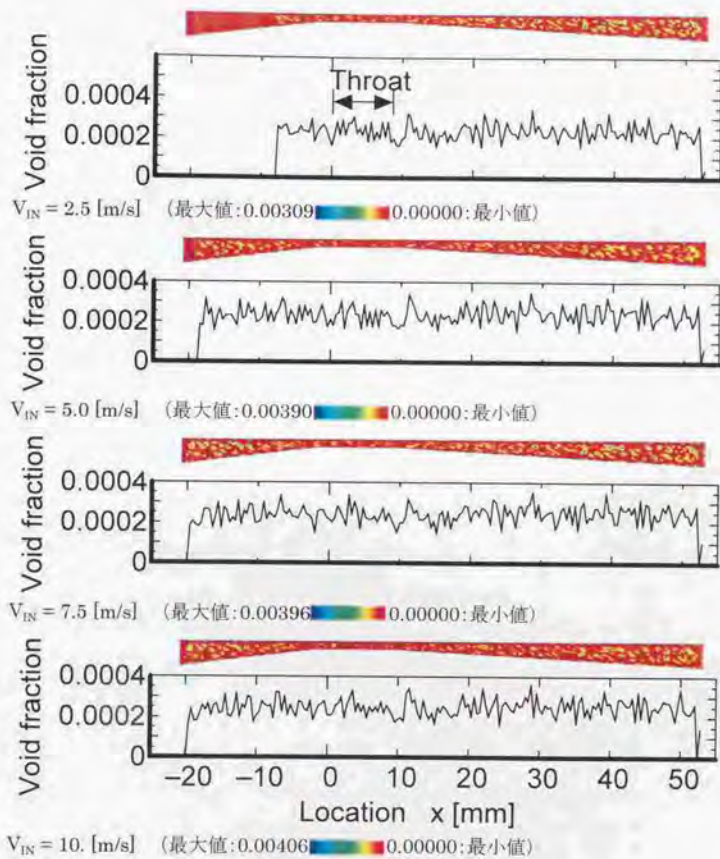 Void fraction
0.0004
0.0002
0
Throat
V_IN = 2.5 [m/s] (最大値:0.00309 0.00000:最小値)
Void fraction
0.0004
0.0002
0
V_IN = 5.0 [m/s] (最大値:0.00390 0.00000:最小値)
Void fraction
0.0004
0.0002
0
V_IN = 7.5 [m/s] (最大値:0.00396 0.00000:最小値)
Void fraction
0.0004
0.0002
0
−20 −10 0 10 20 30 40 50
Location x [mm]
V_IN = 10. [m/s] (最大値:0.00406 0.00000:最小値)